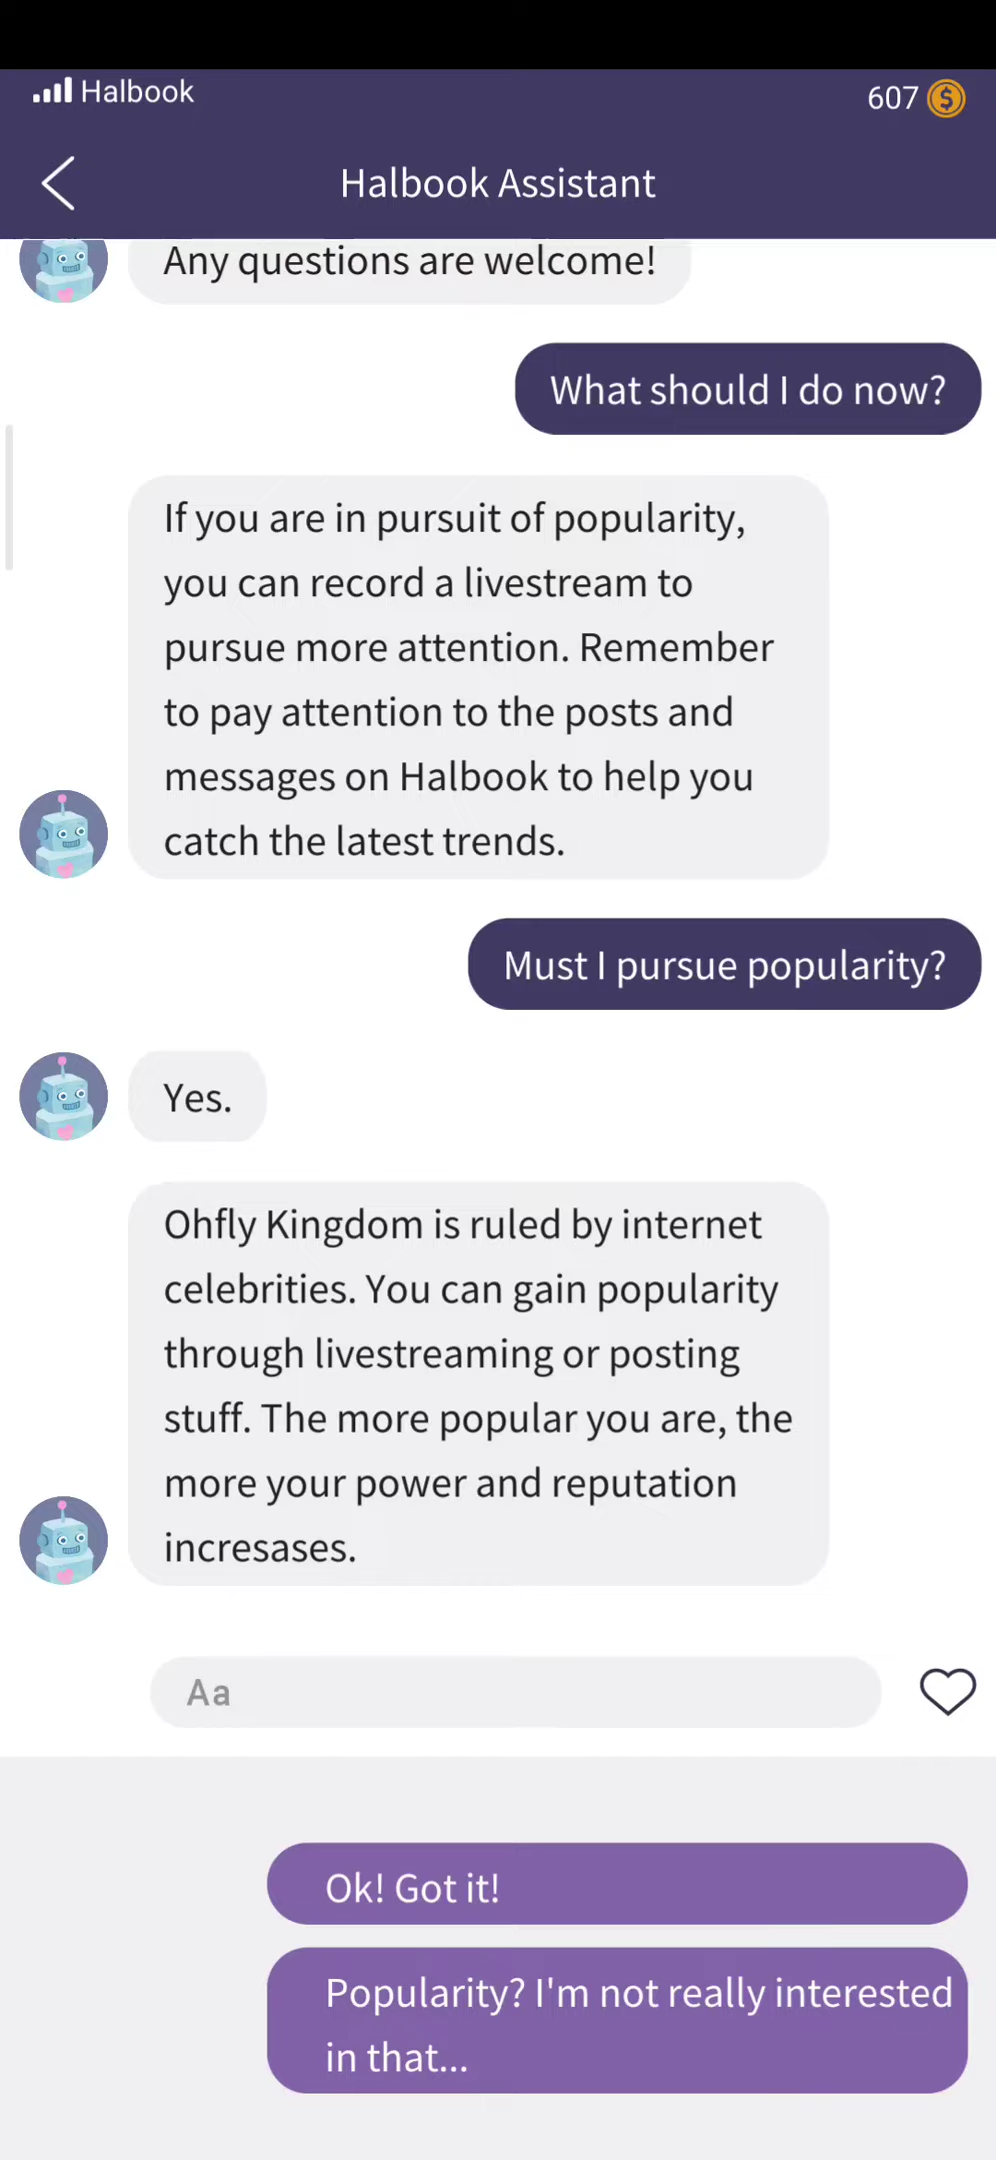 Halbook
607
Halbook Assistant
Any questions are welcome!
What should I do now?
If you are in pursuit of popularity,
you can record a livestream to
pursue more attention. Remember
to pay attention to the posts and
messages on Halbook to help you
catch the latest trends.
Must I pursue popularity?
Yes.
Ohfly Kingdom is ruled by internet
celebrities. You can gain popularity
through livestreaming or posting
stuff. The more popular you are, the
more your power and reputation
incresases.
Aa
Ok! Got it!
Popularity? I'm not really interested
in that...